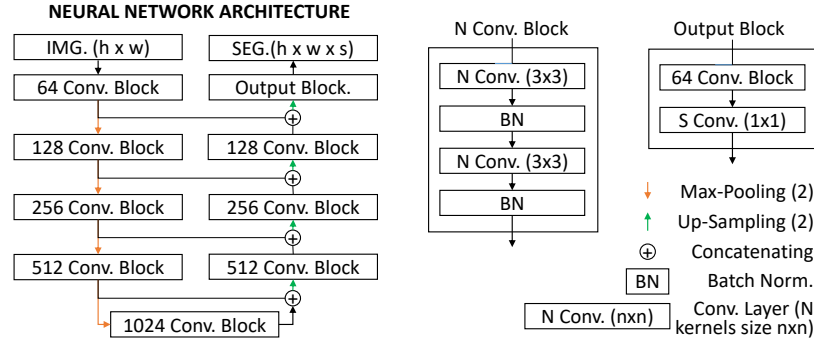 NEURAL NETWORK ARCHITECTURE
IMG. (h x w)
64 Conv. Block
128 Conv. Block
256 Conv. Block
512 Conv. Block
1024 Conv. Block
SEG.(h x w x s)
Output Block.
128 Conv. Block
256 Conv. Block
512 Conv. Block
N Conv. Block
N Conv. (3x3)
BN
N Conv. (3x3)
BN
Output Block
64 Conv. Block
S Conv. (1x1)
Max-Pooling (2)
Up-Sampling (2)
Concatenating
BN
Batch Norm.
N Conv. (nxn)
Conv. Layer (N
kernels size nxn)